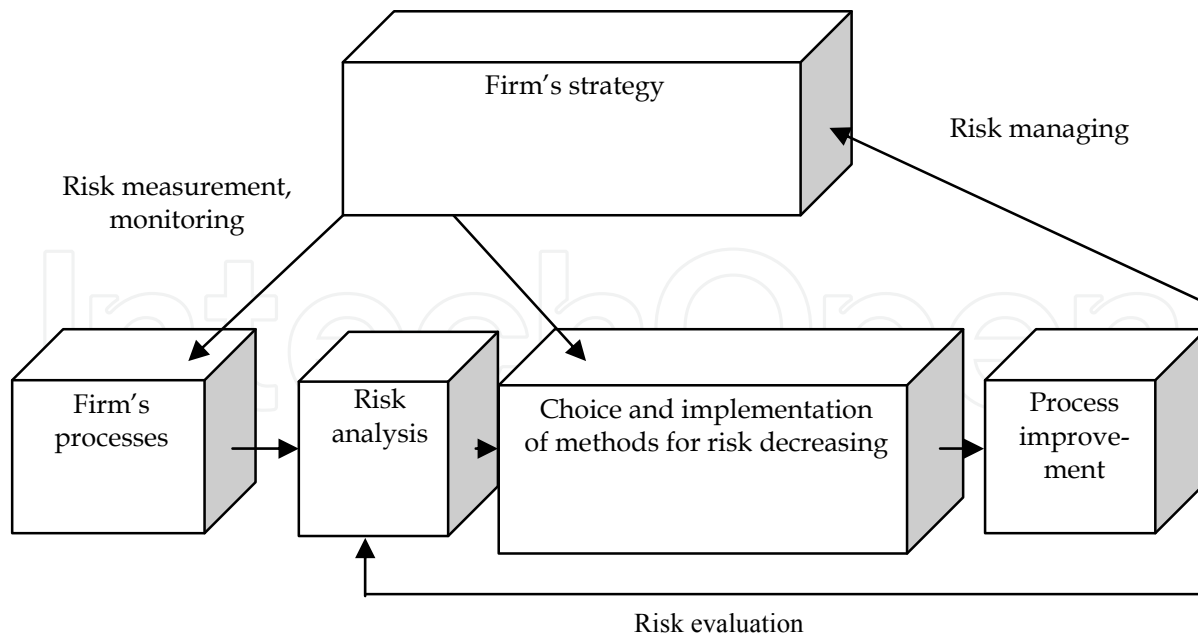 Firm's strategy
Risk managing
Risk measurement,
monitoring
IntechOpen
Firm's
processes
Risk
analysis
Choice and implementation
of methods for risk decreasing
Process
improve-
ment
Risk evaluation